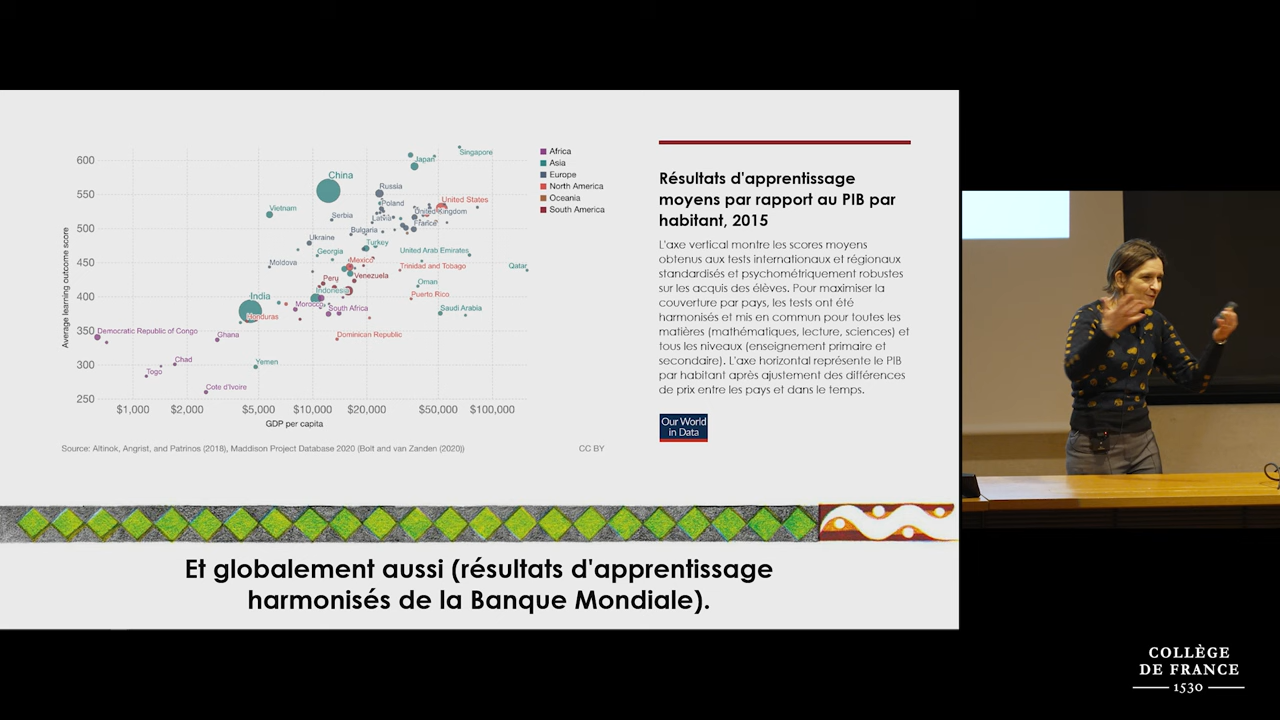 600
550
500
450
400
350
300
250
Average learning outcome score
Singapore
Japan
China
Russia
United States
Poland
Vietnam
United Kingdom
Serbia
Latvia
France
Bulgaria
Ukraine
Turkey
Georgia
United Arab Emirates
Moldova
Mexico
Trinidad and Tobago
Qatar
Peru
Venezuela
Oman
India
Indonesia
Puerto Rico
Morocco
South Africa
Saudi Arabia
Honduras
Democratic Republic of Congo
Ghana
Dominican Republic
Chad
Yemen
Togo
Cote d'Ivoire
$1,000
$2,000
$5,000
$10,000
$20,000
$50,000
$100,000
GDP per capita
Africa
Asia
Europe
North America
Oceania
South America
Source: Altinok, Angrist, and Patrinos (2018), Maddison Project Database 2020 (Bolt and van Zanden (2020))
CC BY
Résultats d'apprentissage
moyens par rapport au PIB par
habitant, 2015
L'axe vertical montre les scores moyens
obtenus aux tests internationaux et régionaux
standardisés et psychométriquement robustes
sur les acquis des élèves. Pour maximiser la
couverture par pays, les tests ont été
harmonisés et mis en commun pour toutes les
matières (mathématiques, lecture, sciences) et
tous les niveaux (enseignement primaire et
secondaire). L'axe horizontal représente le PIB
par habitant après ajustement des différences
de prix entre les pays et dans le temps.
Our World
in Data
Et globalement aussi (résultats d'apprentissage
harmonisés de la Banque Mondiale).
COLLÈGE
DE FRANCE
1530